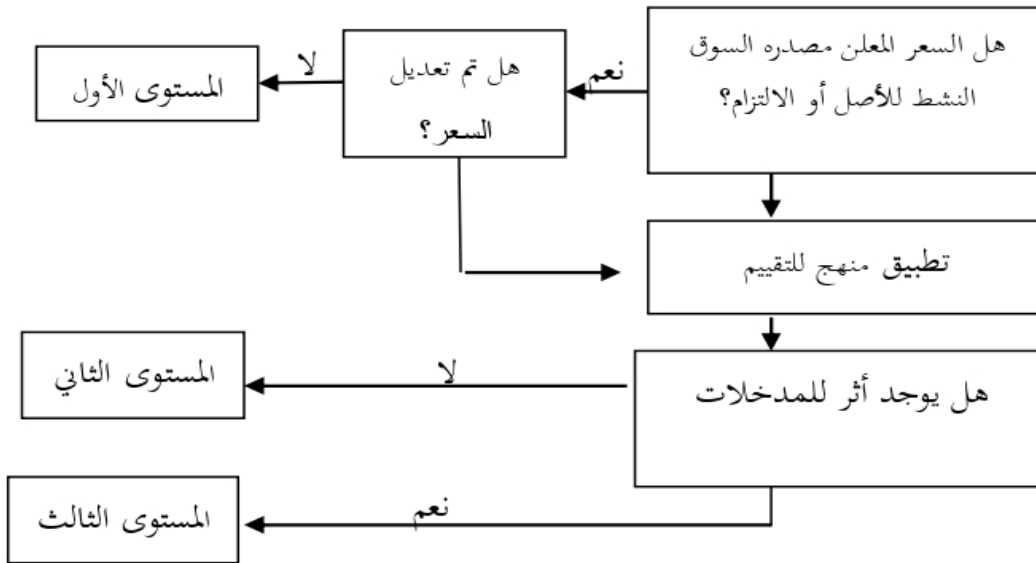 هل السعر المعلن مصدره السوق
النشط للأصل أو الالتزام؟
نعم
هل تم تعديل
السعر؟
لا
المستوى الأول
تطبيق منهج للتقييم
هل يوجد أثر للمدخلات
لا
المستوى الثاني
نعم
المستوى الثالث